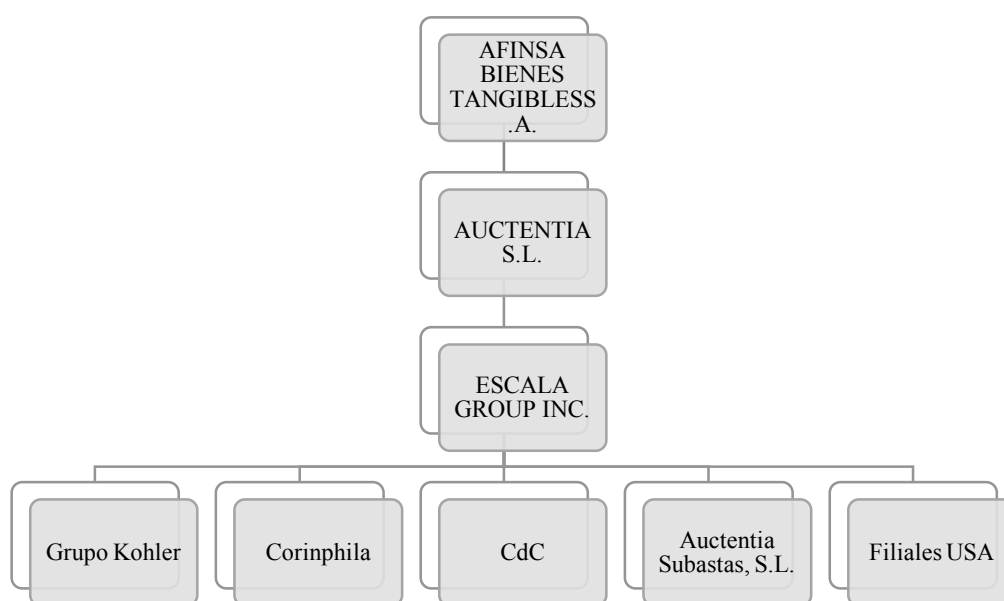 AFINSA
BIENES
TANGIBLESS
.A.
AUCTENTIA
S.L.
ESCALA
GROUP INC.
Grupo Kohler
Corinphila
CdC
Auctentia
Subastas, S.L.
Filiales USA